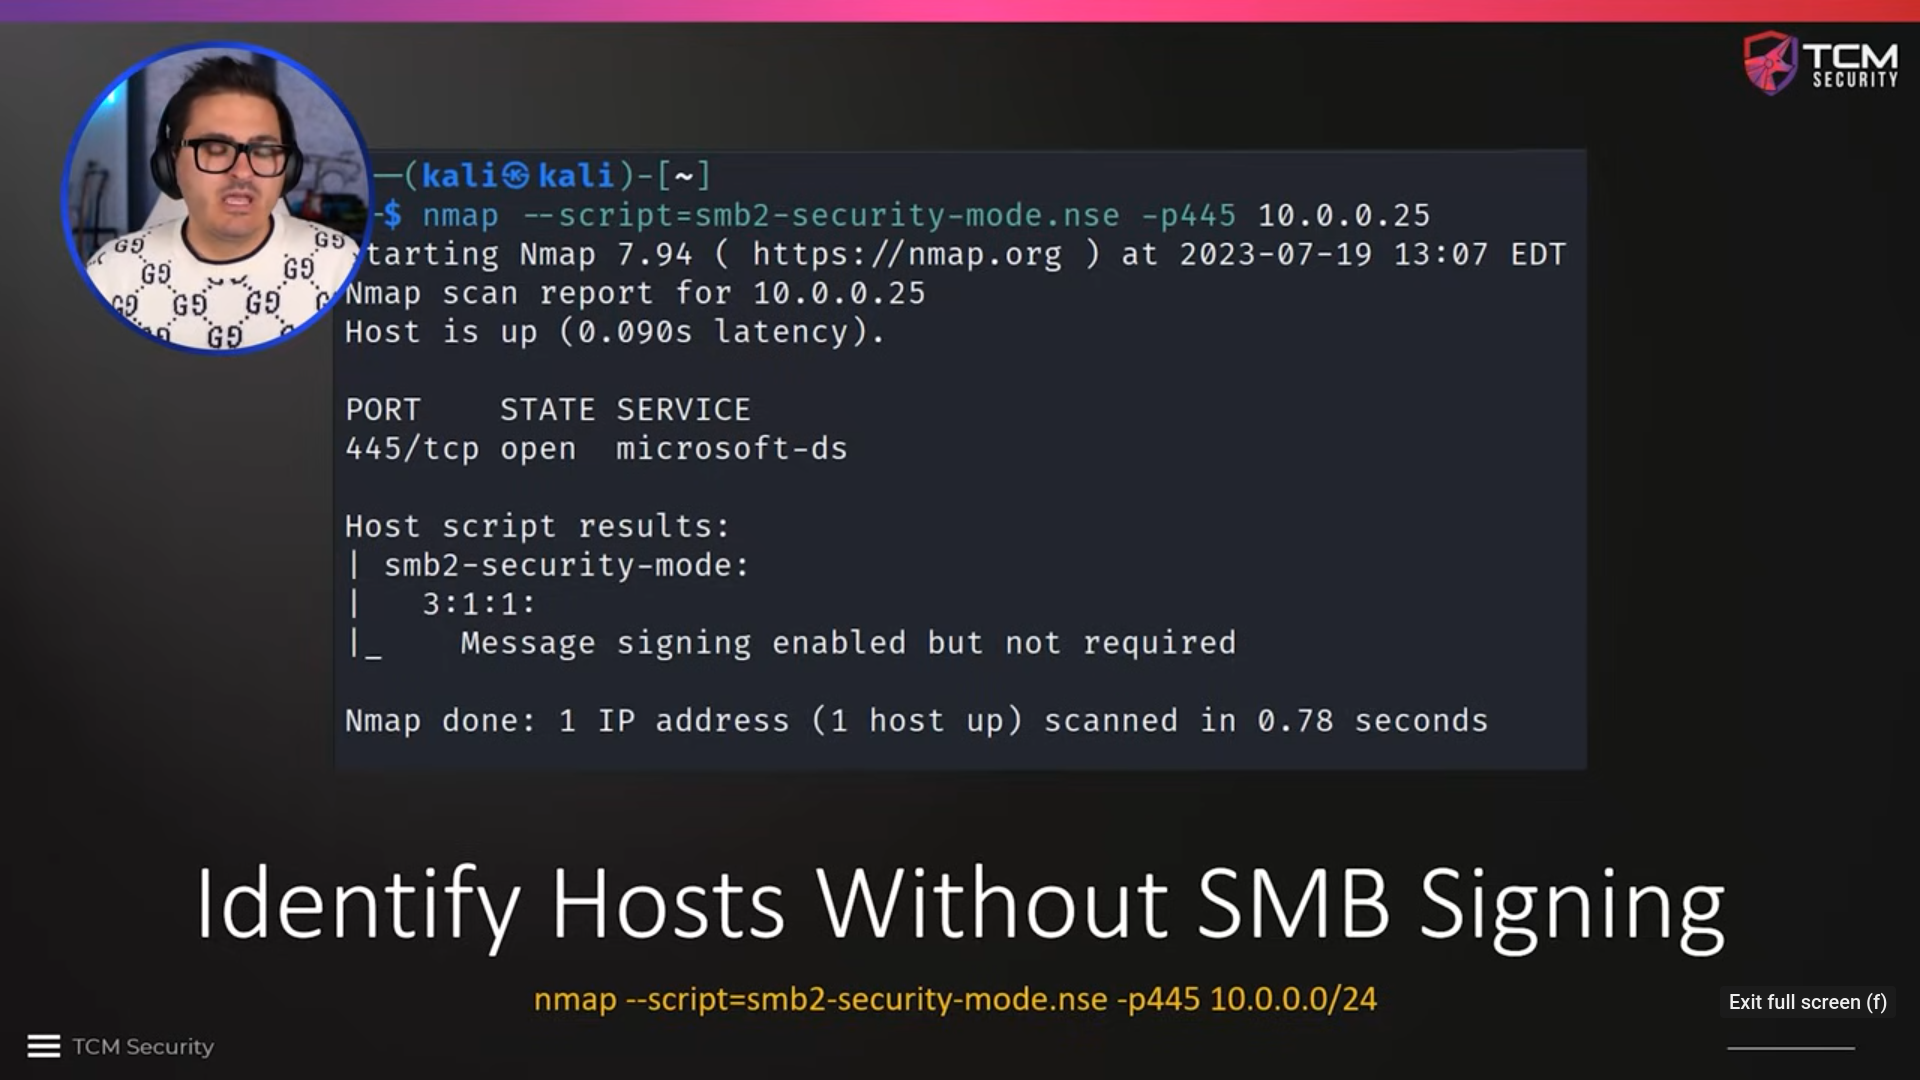 TCM
SECURITY
—(kali㉿kali)-[~]
-$ nmap --script=smb2-security-mode.nse -p445 10.0.0.25
tarting Nmap 7.94 ( https://nmap.org ) at 2023-07-19 13:07 EDT
Nmap scan report for 10.0.0.25
Host is up (0.090s latency).
PORT    STATE SERVICE
445/tcp open  microsoft-ds
Host script results:
| smb2-security-mode:
|   3:1:1:
|_    Message signing enabled but not required
Nmap done: 1 IP address (1 host up) scanned in 0.78 seconds
Identify Hosts Without SMB Signing
nmap --script=smb2-security-mode.nse -p445 10.0.0.0/24
Exit full screen (f)
TCM Security